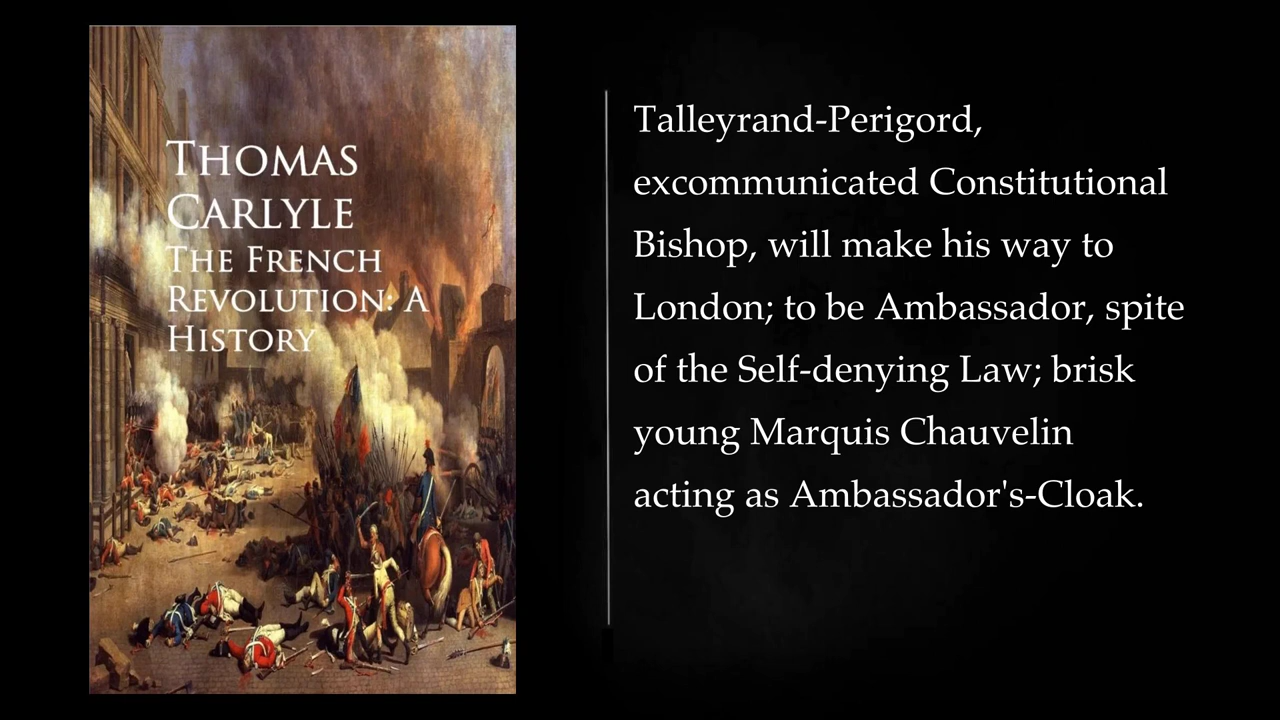 THOMAS
CARLYLE
THE FRENCH
REVOLUTION: A
HISTORY
Talleyrand-Perigord,
excommunicated Constitutional
Bishop, will make his way to
London; to be Ambassador, spite
of the Self-denying Law; brisk
young Marquis Chauvelin
acting as Ambassador's-Cloak.